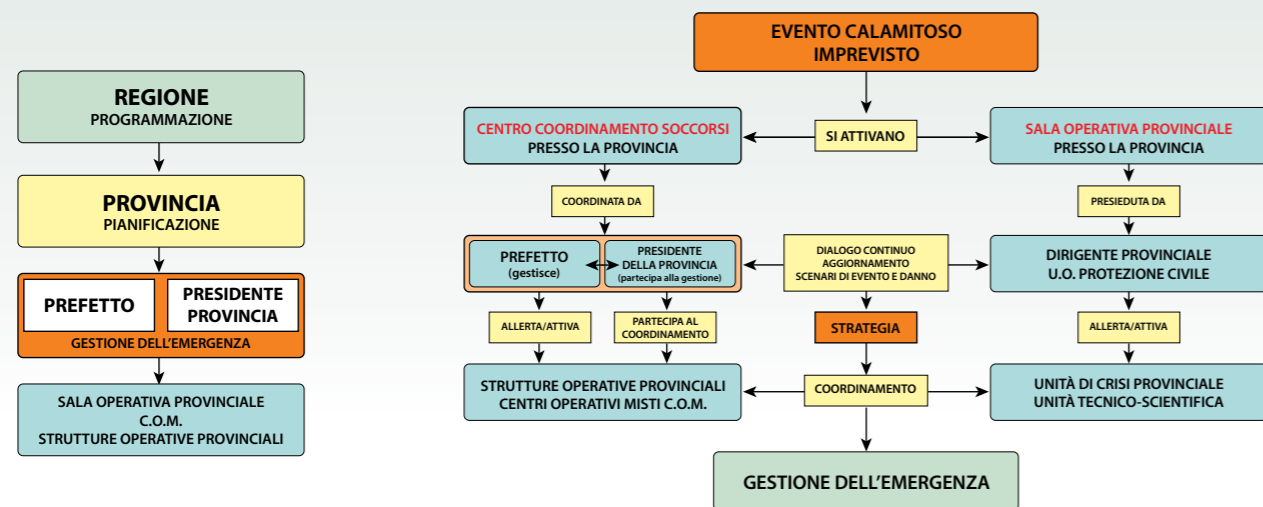 REGIONE
PROGRAMMAZIONE
PROVINCIA
PIANIFICAZIONE
PREFETTO
PRESIDENTE
PROVINCIA
GESTIONE DELL'EMERGENZA
SALA OPERATIVA PROVINCIALE
C.O.M.
STRUTTURE OPERATIVE PROVINCIALI
EVENTO CALAMITOSO
IMPREVISTO
CENTRO COORDINAMENTO SOCCORSI
PRESSO LA PROVINCIA
SI ATTIVANO
SALA OPERATIVA PROVINCIALE
PRESSO LA PROVINCIA
COORDINATA DA
PRESIEDUTA DA
PREFETTO
(gestisce)
PRESIDENTE
DELLA PROVINCIA
(partecipa alla gestione)
DIALOGO CONTINUO
AGGIORNAMENTO
SCENARI DI EVENTO E DANNO
DIRIGENTE PROVINCIALE
U.O. PROTEZIONE CIVILE
ALLERTA/ATTIVA
PARTECIPA AL
COORDINAMENTO
STRATEGIA
ALLERTA/ATTIVA
STRUTTURE OPERATIVE PROVINCIALI
CENTRI OPERATIVI MISTI C.O.M.
COORDINAMENTO
UNITÀ DI CRISI PROVINCIALE
UNITÀ TECNICO-SCIENTIFICA
GESTIONE DELL'EMERGENZA